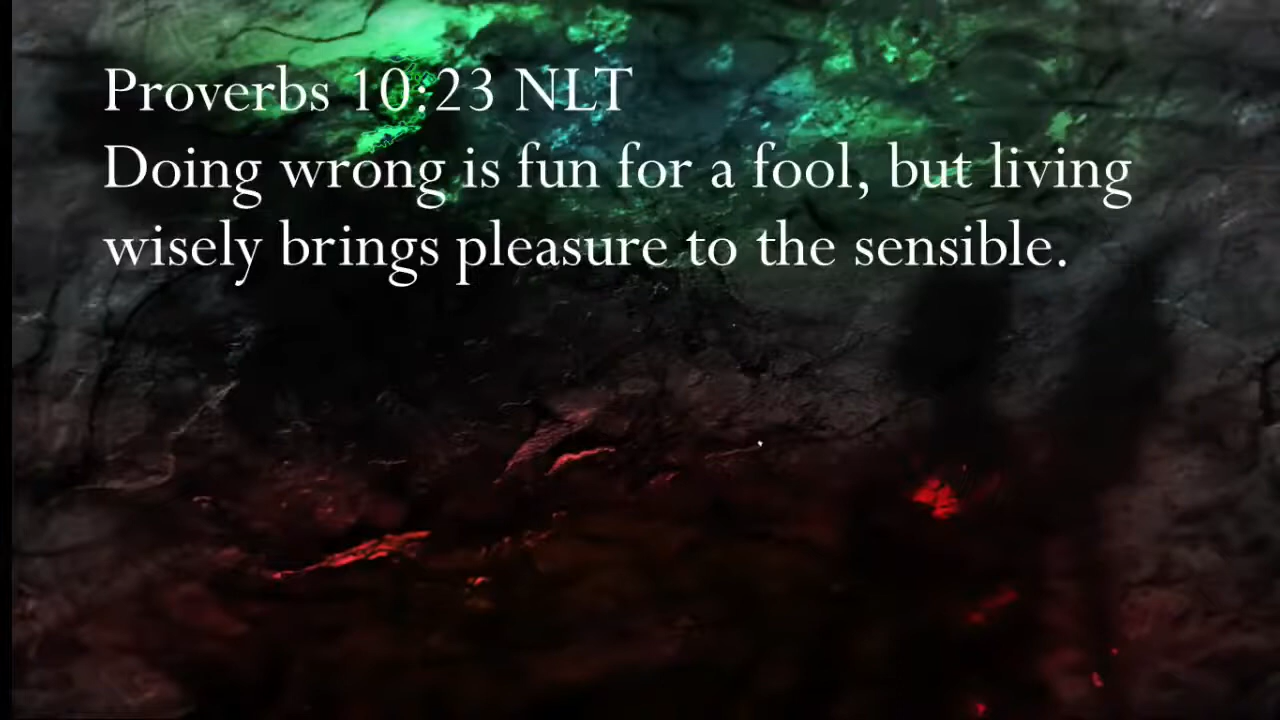 Proverbs 10:23 NLT
Doing wrong is fun for a fool, but living
wisely brings pleasure to the sensible.